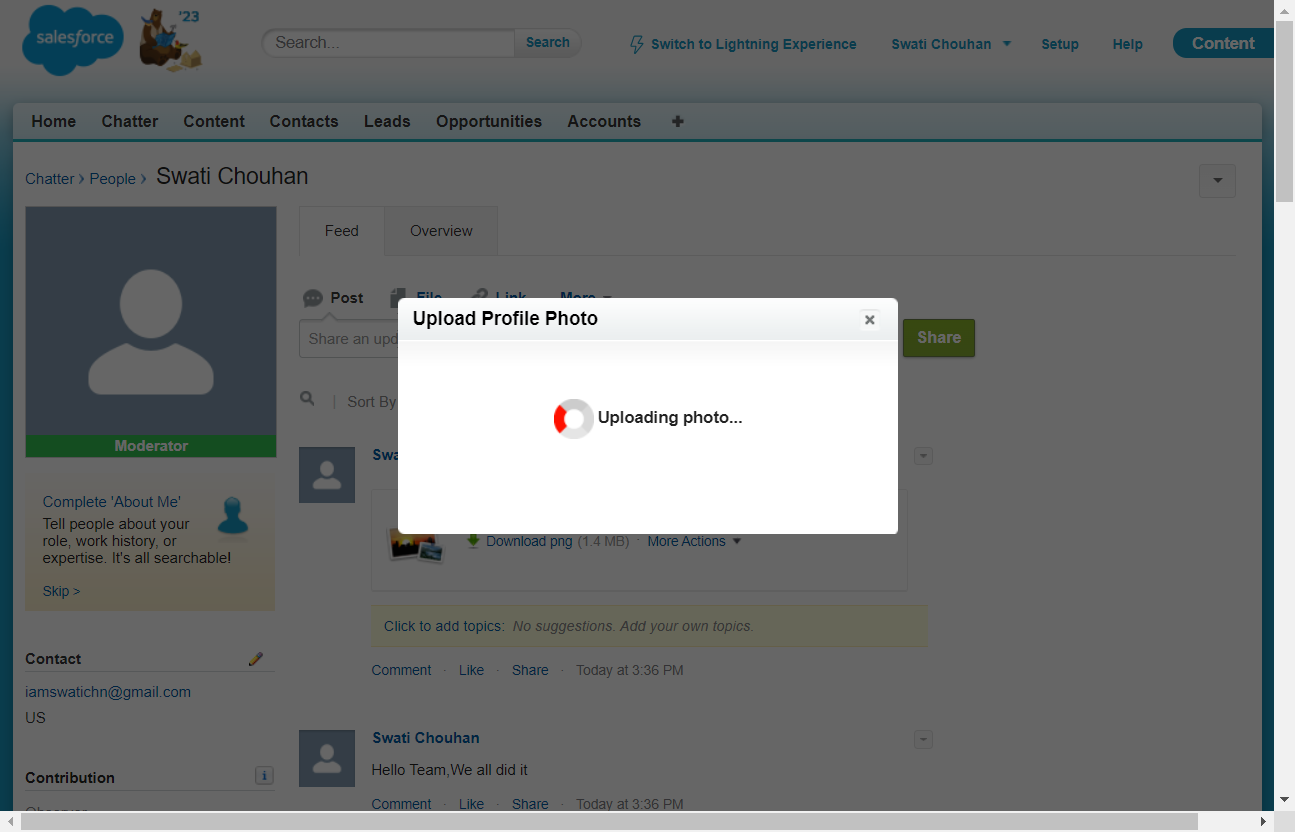 salesforce
'23
Search...
Search
Switch to Lightning Experience
Swati Chouhan
Setup
Help
Content
Home
Chatter
Content
Contacts
Leads
Opportunities
Accounts
Chatter › People › Swati Chouhan
Feed
Overview
Post
File
Link
More
Upload Profile Photo
Share an upd
Share
Sort By
Uploading photo...
Moderator
Swa
Complete 'About Me'
Tell people about your
role, work history, or
expertise. It's all searchable!
Skip >
Download png (1.4 MB) · More Actions
Click to add topics: No suggestions. Add your own topics.
Comment · Like · Share · Today at 3:36 PM
Contact
iamswatichn@gmail.com
US
Swati Chouhan
Hello Team,We all did it
Comment · Like · Share · Today at 3:36 PM
Contribution
Observer